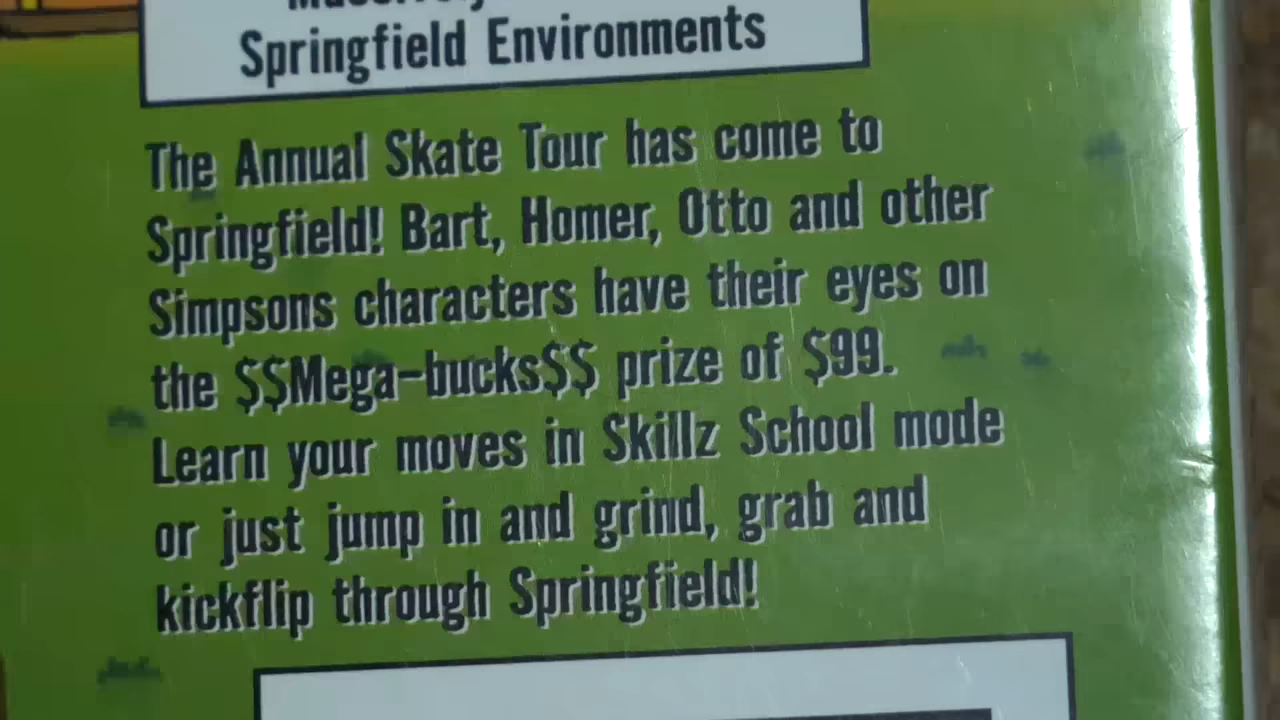 Springfield Environments
The Annual Skate Tour has come to
Springfield! Bart, Homer, Otto and other
Simpsons characters have their eyes on
the $$Mega-bucks$$ prize of $99.
Learn your moves in Skillz School mode
or just jump in and grind, grab and
kickflip through Springfield!